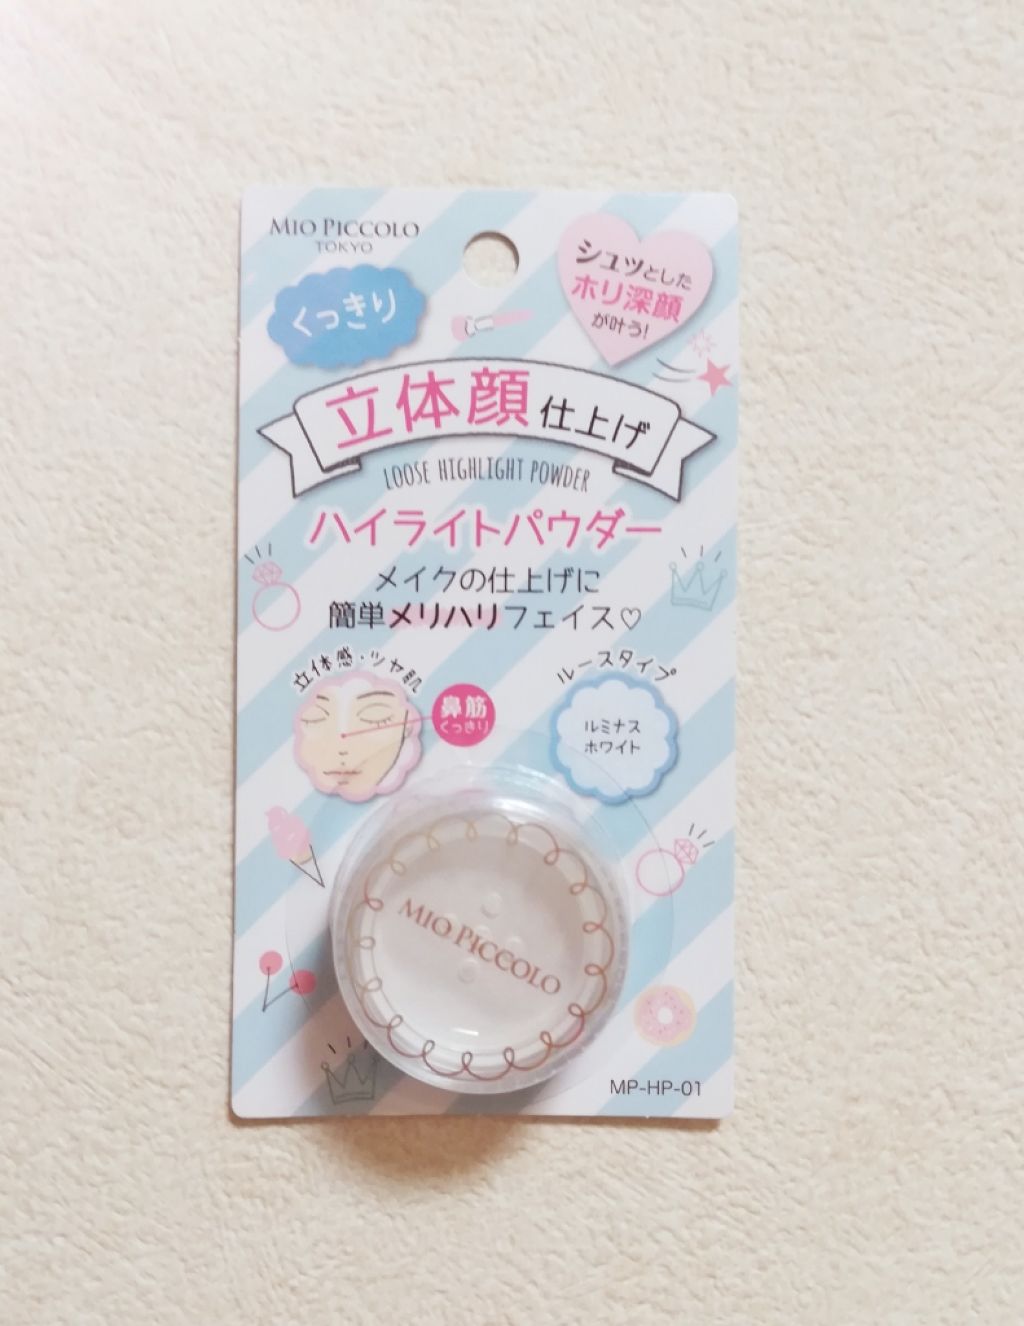 MIO PICCOLO
TOKYO
くっきり
シュッとした
ホリ深顔
が叶う!
立体顔仕上げ
LOOSE HIGHLIGHT POWDER
ハイライトパウダー
メイクの仕上げに
簡単メリハリフェイス♡
立体感・ツヤ肌
鼻筋
くっきり
ルースタイプ
ルミナス
ホワイト
MIO PICCOLO
MP-HP-01